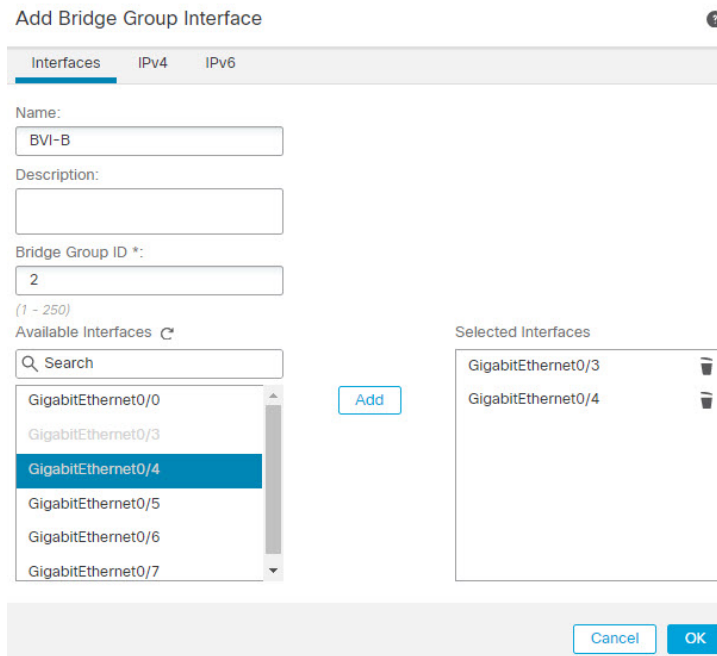 Add Bridge Group Interface
?
Interfaces IPv4 IPv6
Name:
BVI-B
Description:
Bridge Group ID *:
2
(1 - 250)
Available Interfaces
Search
GigabitEthernet0/0
GigabitEthernet0/3
GigabitEthernet0/4
GigabitEthernet0/5
GigabitEthernet0/6
GigabitEthernet0/7
Add
Selected Interfaces
GigabitEthernet0/3
GigabitEthernet0/4
Cancel OK